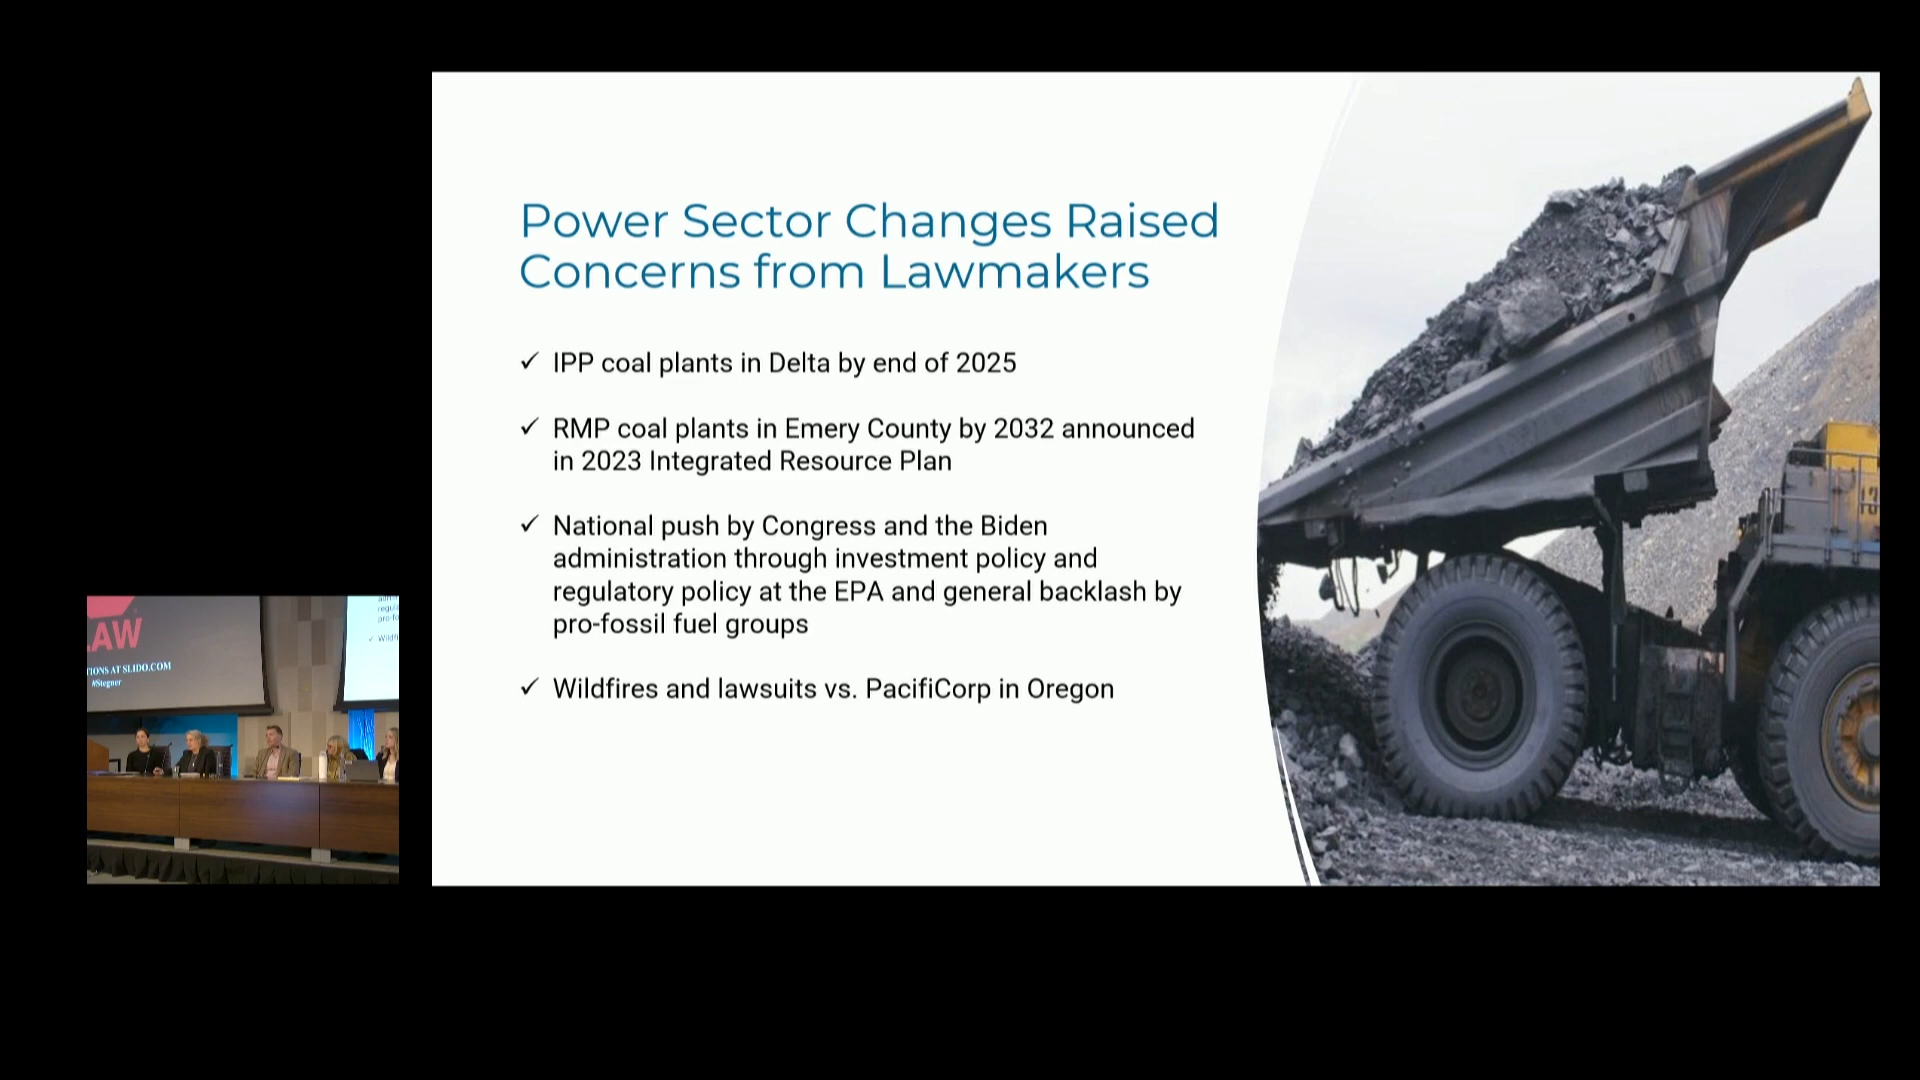 Power Sector Changes Raised
Concerns from Lawmakers
✓ IPP coal plants in Delta by end of 2025
✓ RMP coal plants in Emery County by 2032 announced
in 2023 Integrated Resource Plan
✓ National push by Congress and the Biden
administration through investment policy and
regulatory policy at the EPA and general backlash by
pro-fossil fuel groups
✓ Wildfires and lawsuits vs. PacifiCorp in Oregon
LAW
AT SLIDO.COM
#Stegner